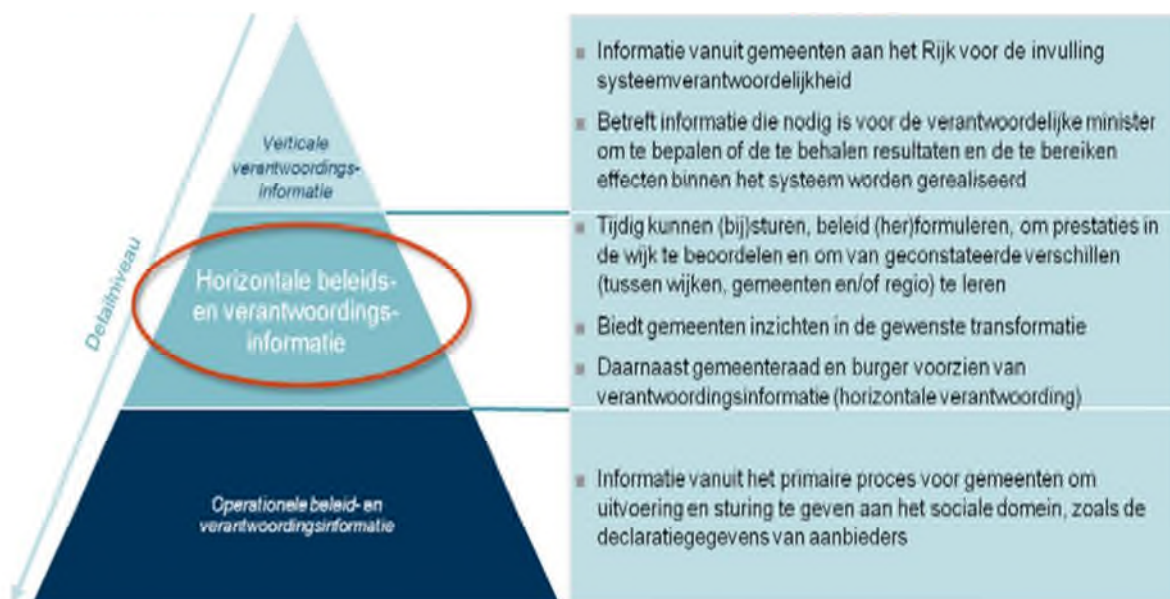 Detailniveau
Verticale
verantwoordings-
informatie
Informatie vanuit gemeenten aan het Rijk voor de invulling
systeemverantwoordelijkheid
Betreft informatie die nodig is voor de verantwoordelijke minister
om te bepalen of de te behalen resultaten en de te bereiken
effecten binnen het systeem worden gerealiseerd
Horizontale beleids-
en verantwoordings-
informatie
Tijdig kunnen (bij)sturen, beleid (her)formuleren, om prestaties in
de wijk te beoordelen en om van geconstateerde verschillen
(tussen wijken, gemeenten en/of regio) te leren
Biedt gemeenten inzichten in de gewenste transformatie
Daarnaast gemeenteraad en burger voorzien van
verantwoordingsinformatie (horizontale verantwoording)
Operationele beleid- en
verantwoordingsinformatie
Informatie vanuit het primaire proces voor gemeenten om
uitvoering en sturing te geven aan het sociale domein, zoals de
declaratiegegevens van aanbieders